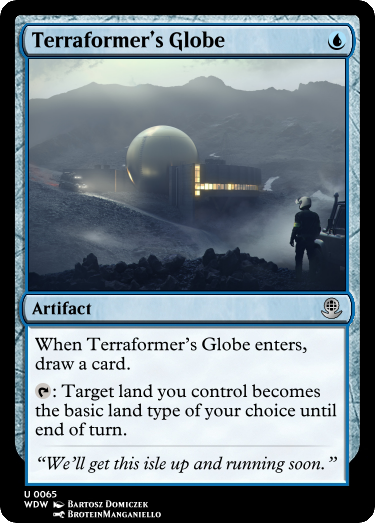 Terraformer's Globe
Artifact
When Terraformer's Globe enters,
draw a card.
: Target land you control becomes
the basic land type of your choice until
end of turn.
"We'll get this isle up and running soon."
U 0065
WDW Bartosz Domiczek
BroteinManganiello